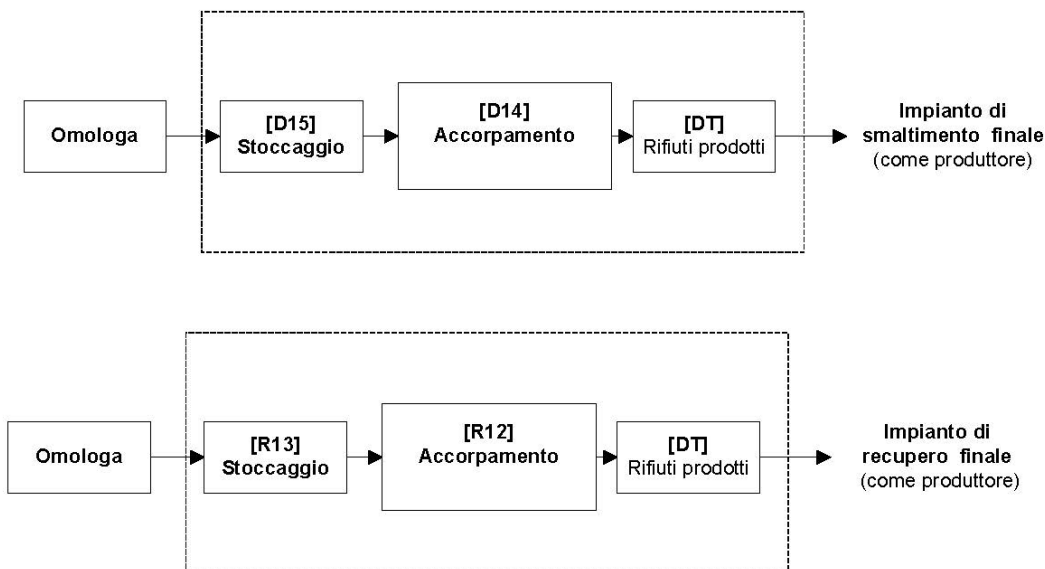 Omologa
[D15]
Stoccaggio
[D14]
Accorpamento
[DT]
Rifiuti prodotti
Impianto di
smaltimento finale
(come produttore)
Omologa
[R13]
Stoccaggio
[R12]
Accorpamento
[DT]
Rifiuti prodotti
Impianto di
recupero finale
(come produttore)